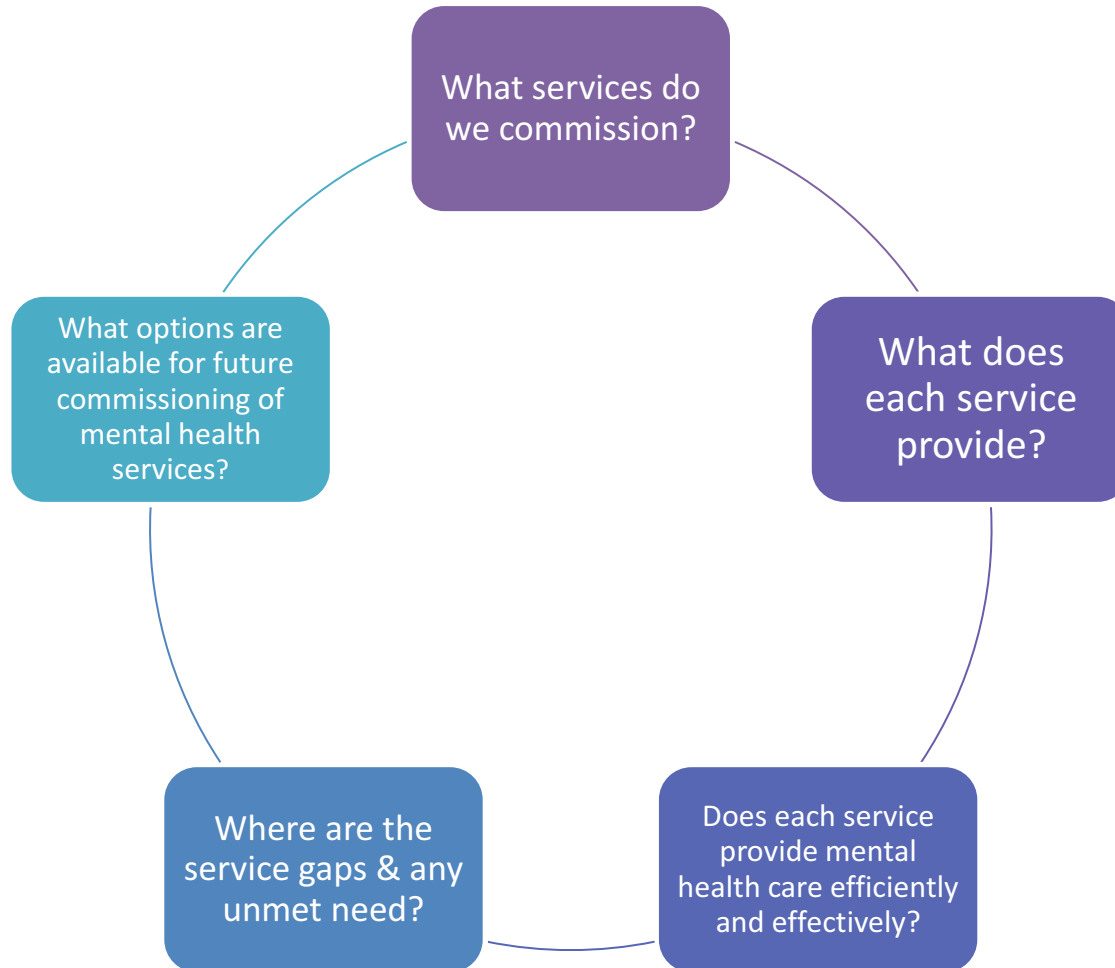 What services do
we commission?
What does
each service
provide?
Does each service
provide mental
health care efficiently
and effectively?
Where are the
service gaps & any
unmet need?
What options are
available for future
commissioning of
mental health
services?